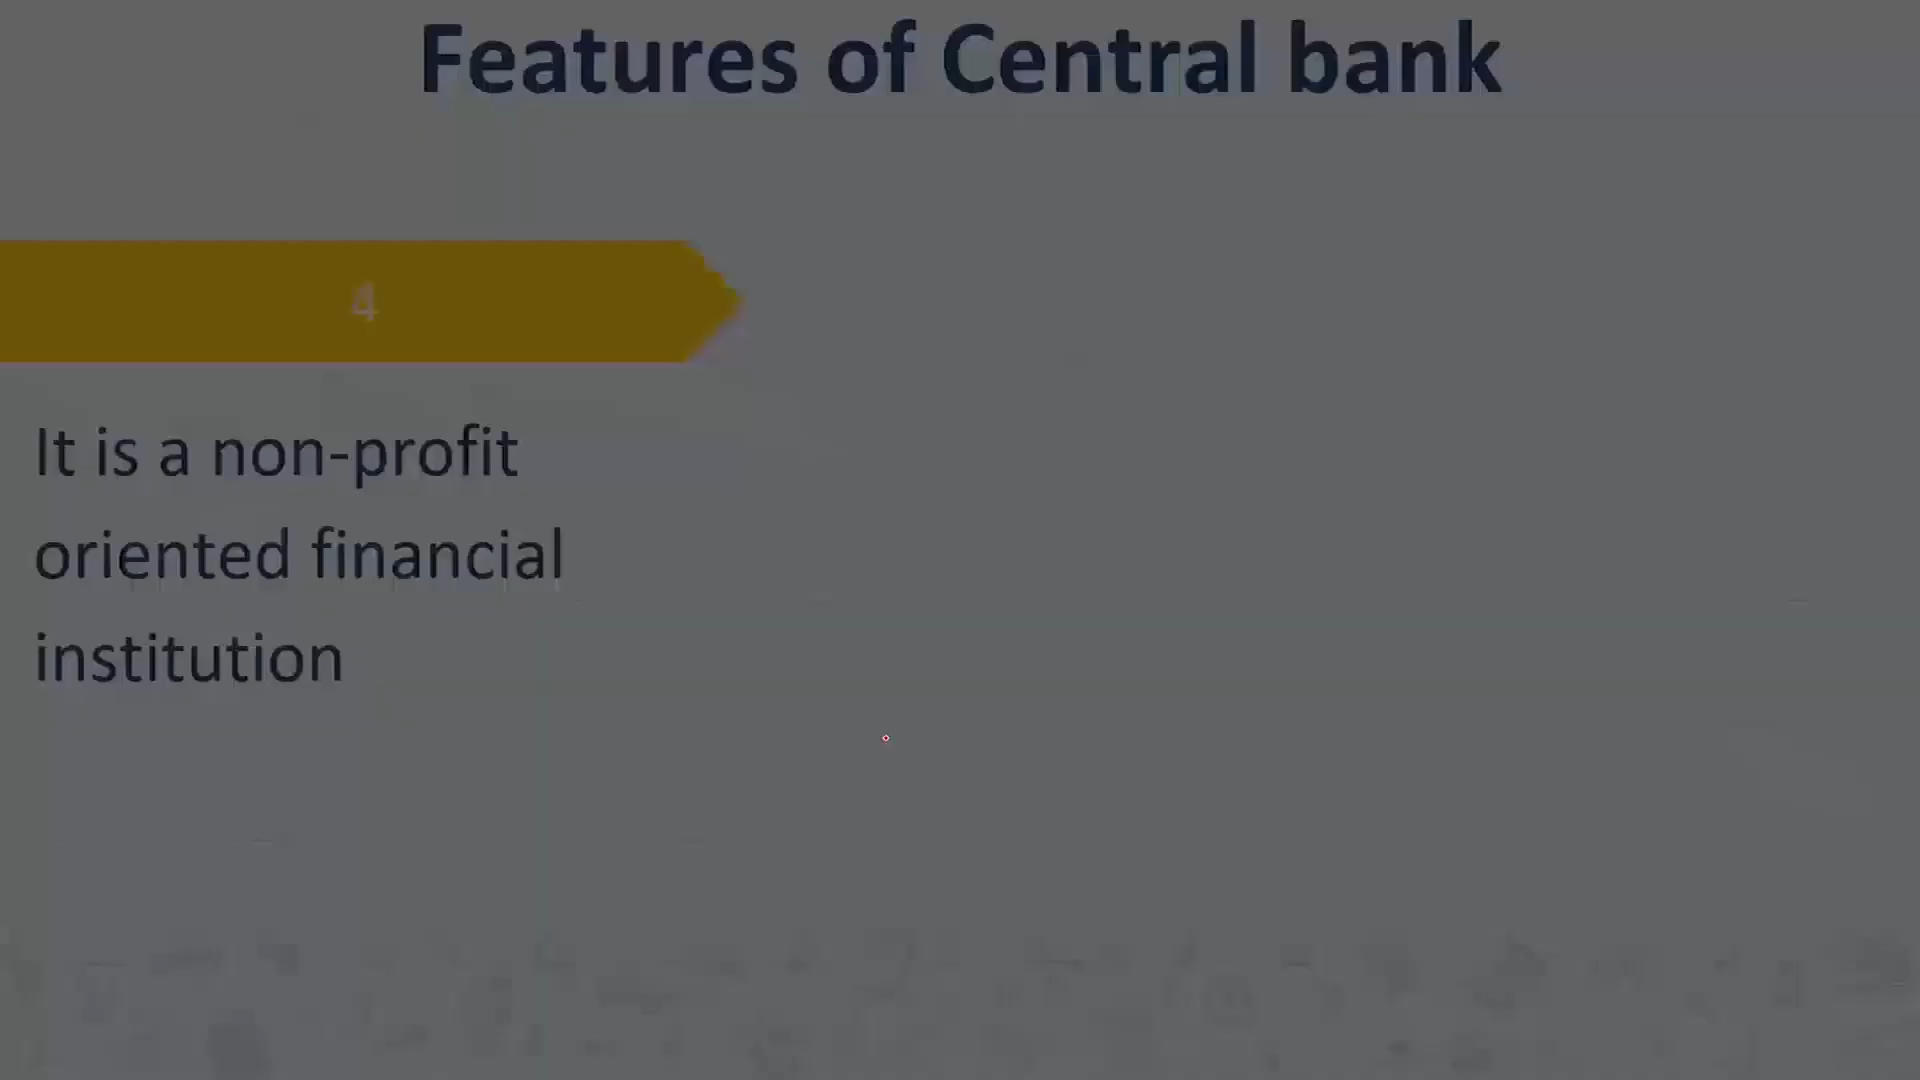 Features of Central bank
4
It is a non-profit
oriented financial
institution